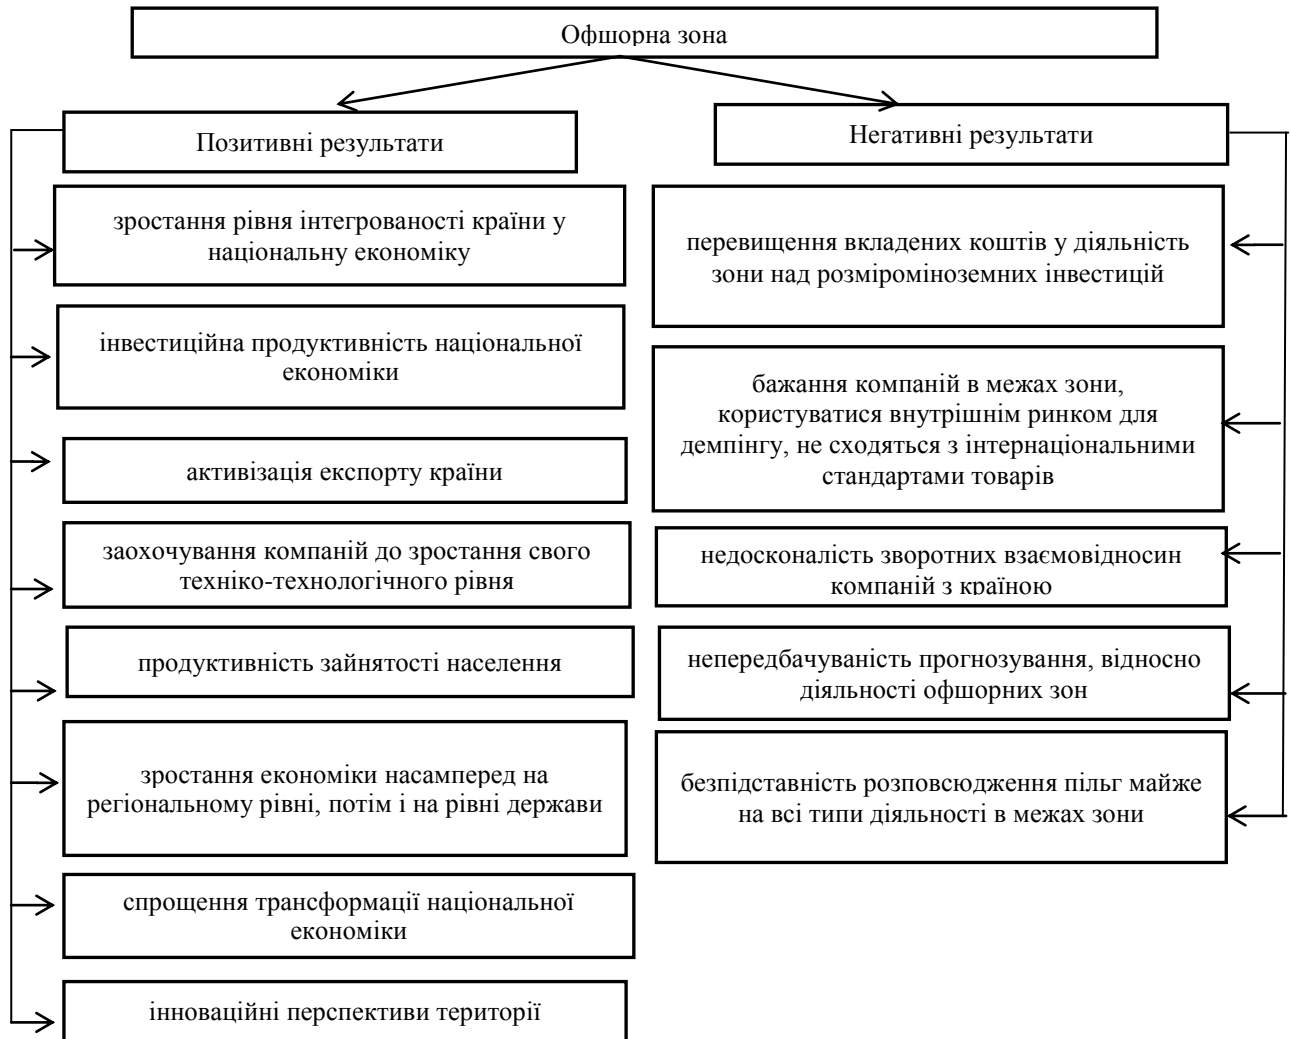 Офшорна зона
Позитивні результати
зростання рівня інтегрованості країни у
національну економіку
інвестиційна продуктивність національної
економіки
активізація експорту країни
заохочування компаній до зростання свого
техніко-технологічного рівня
продуктивність зайнятості населення
зростання економіки насамперед на
регіональному рівні, потім і на рівні держави
спрощення трансформації національної
економіки
інноваційні перспективи території
Негативні результати
перевищення вкладених коштів у діяльність
зони над розміроміноземних інвестицій
бажання компаній в межах зони,
користуватися внутрішнім ринком для
демпінгу, не сходяться з інтернаціональними
стандартами товарів
недосконалість зворотних взаємовідносин
компаній з країною
непередбачуваність прогнозування, відносно
діяльності офшорних зон
безпідставність розповсюдження пільг майже
на всі типи діяльності в межах зони